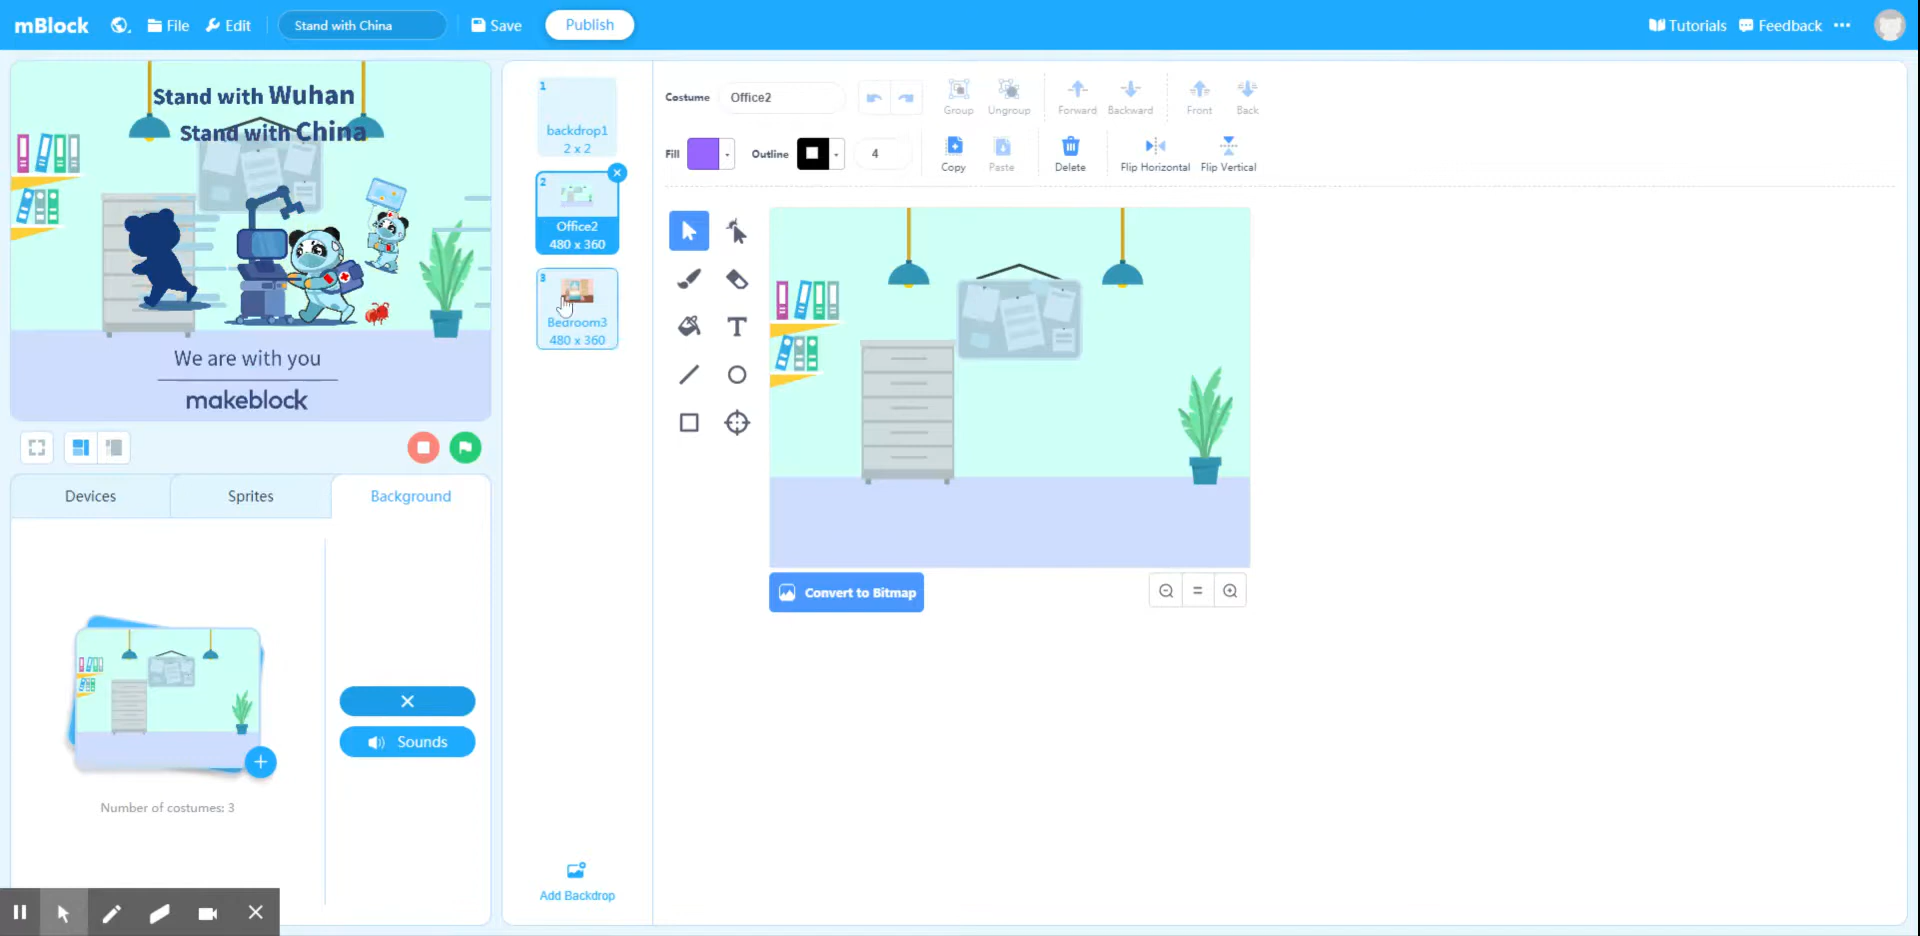 mBlock File Edit Stand with China Save Publish Tutorials Feedback
Stand with Wuhan
Stand with China
We are with you
makeblock
Devices Sprites Background
Sounds
Number of costumes: 3
1
backdrop1
2 x 2
2
Office2
480 x 360
3
Bedroom3
480 x 360
Add Backdrop
Costume Office2 Group Ungroup Forward Backward Front Back
Fill Outline 4 Copy Paste Delete Flip Horizontal Flip Vertical
Convert to Bitmap